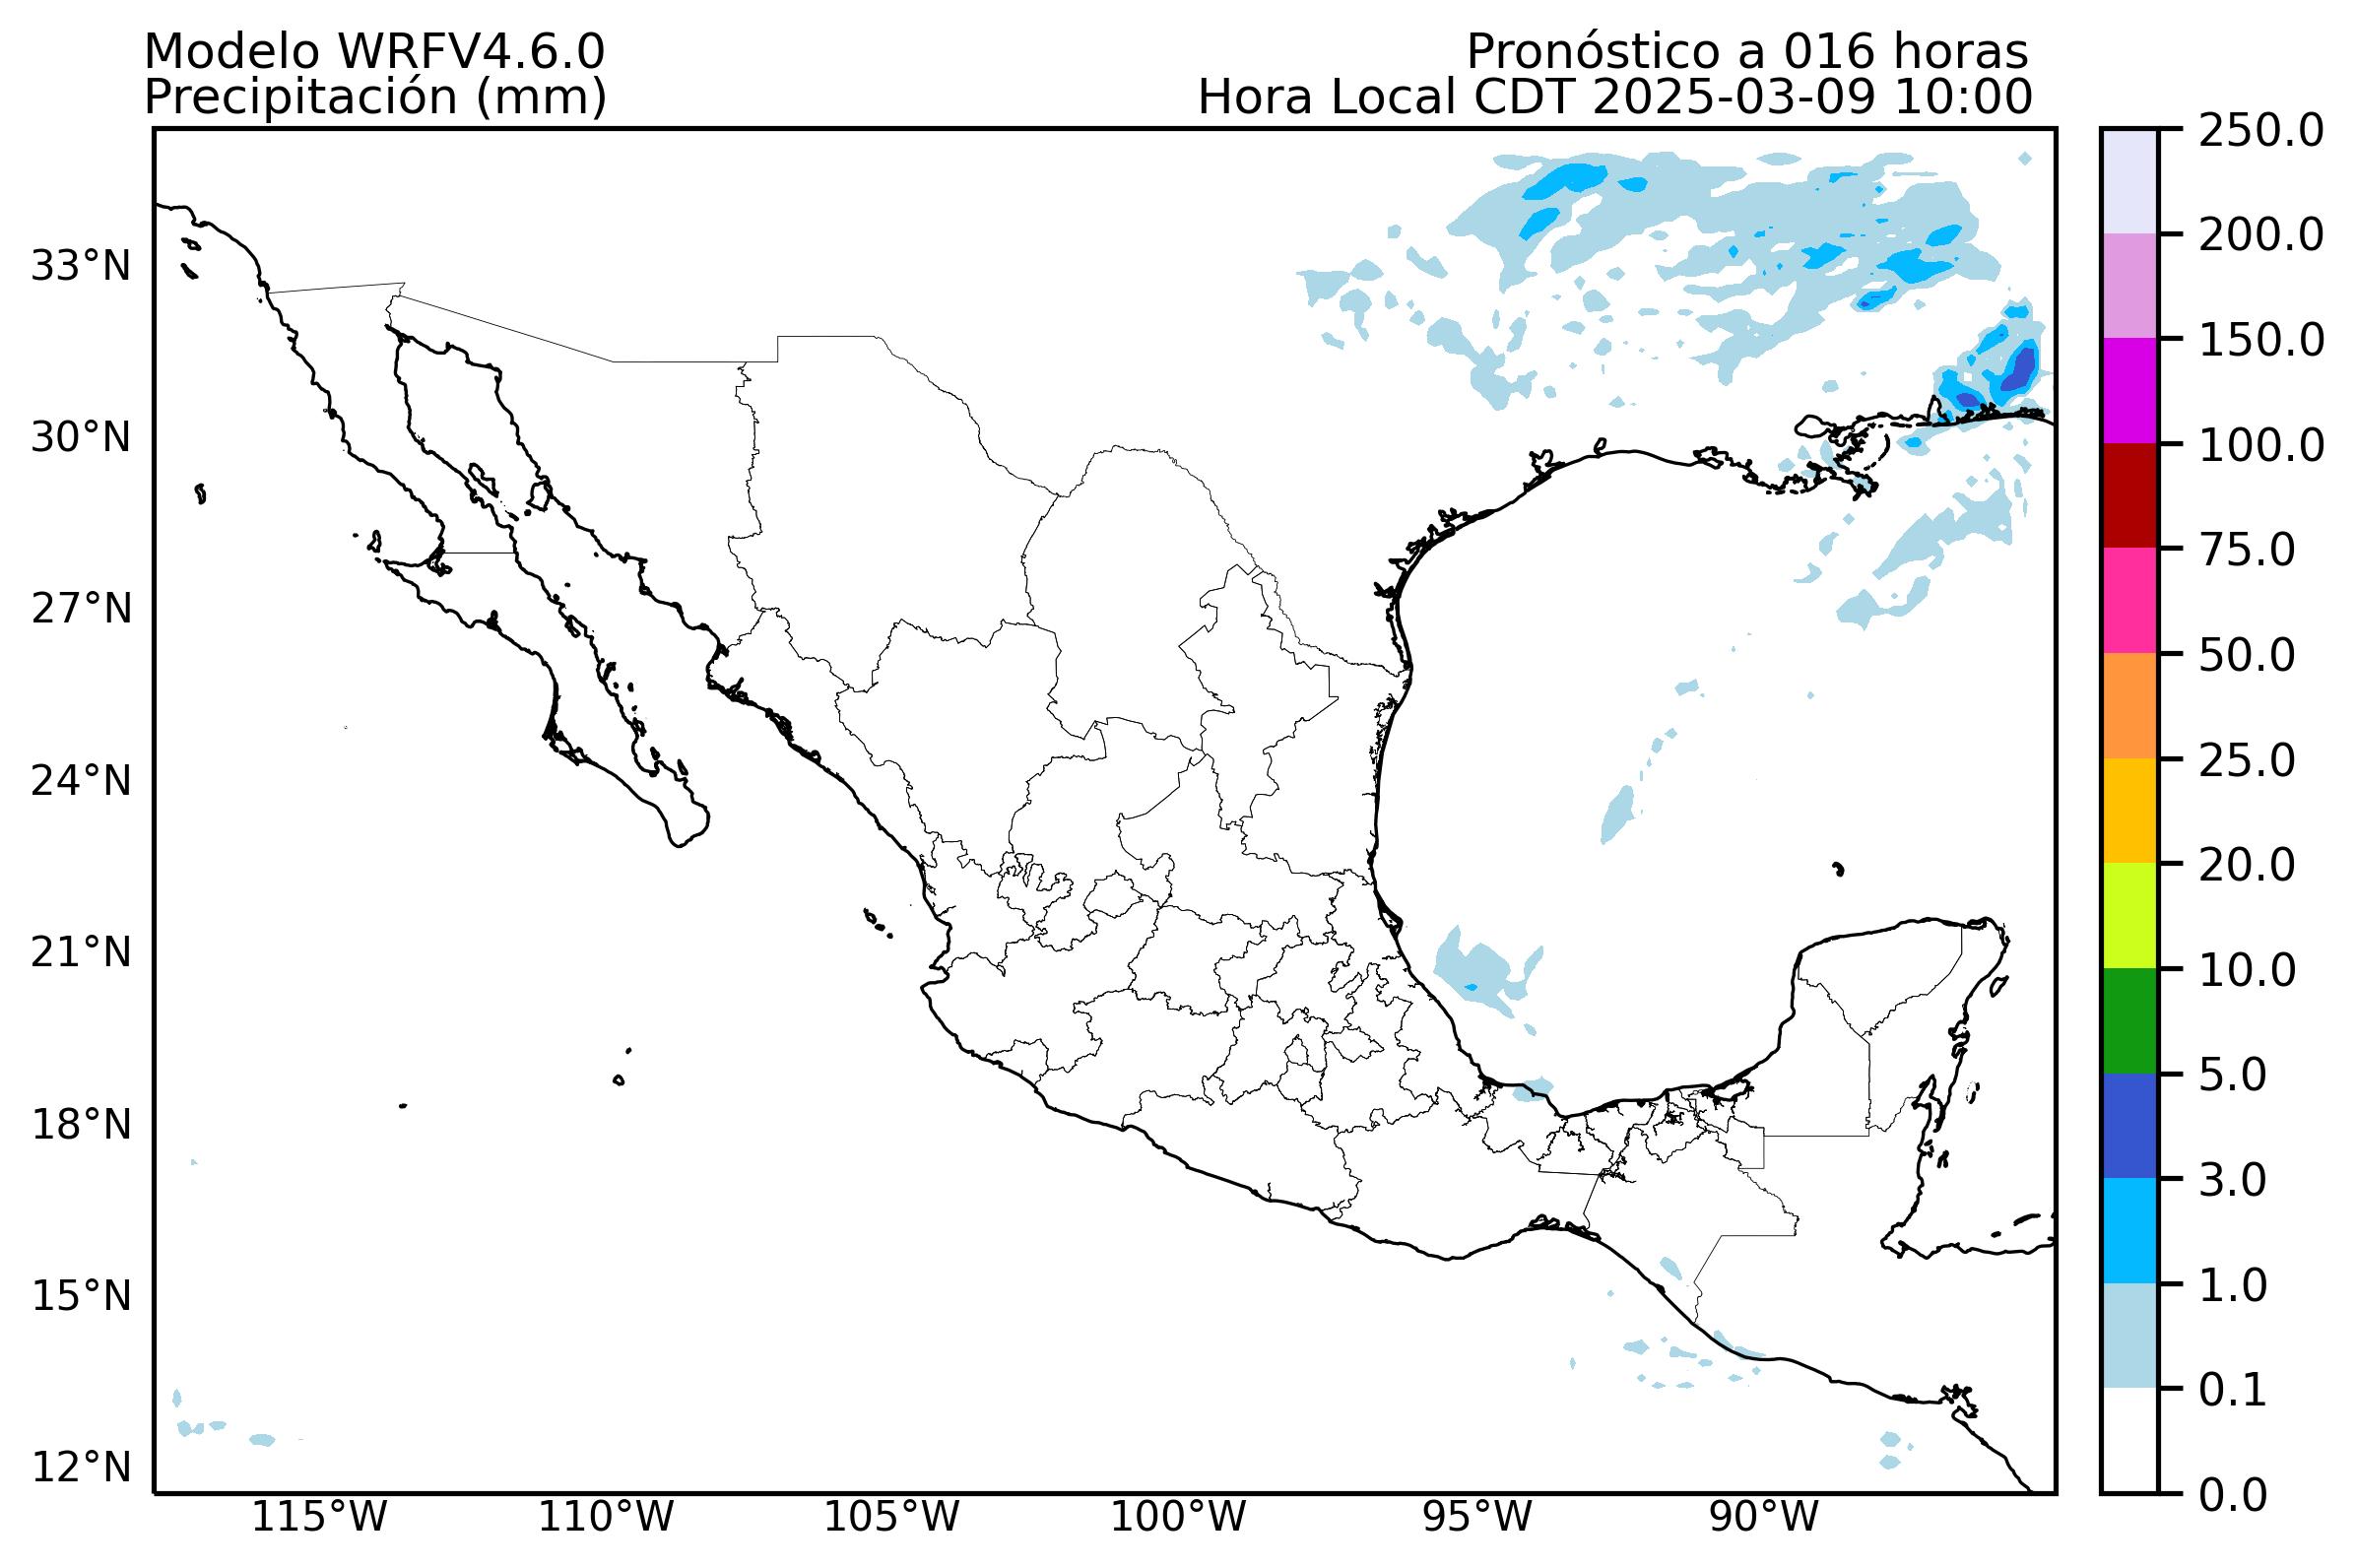 Modelo WRFV4.6.0
Pronóstico a 016 horas
Precipitación (mm)
Hora Local CDT 2025-03-09 10:00
33°N
30°N
27°N
24°N
21°N
18°N
15°N
12°N
115°W
110°W
105°W
100°W
95°W
90°W
250.0
200.0
150.0
100.0
75.0
50.0
25.0
20.0
10.0
5.0
3.0
1.0
0.1
0.0